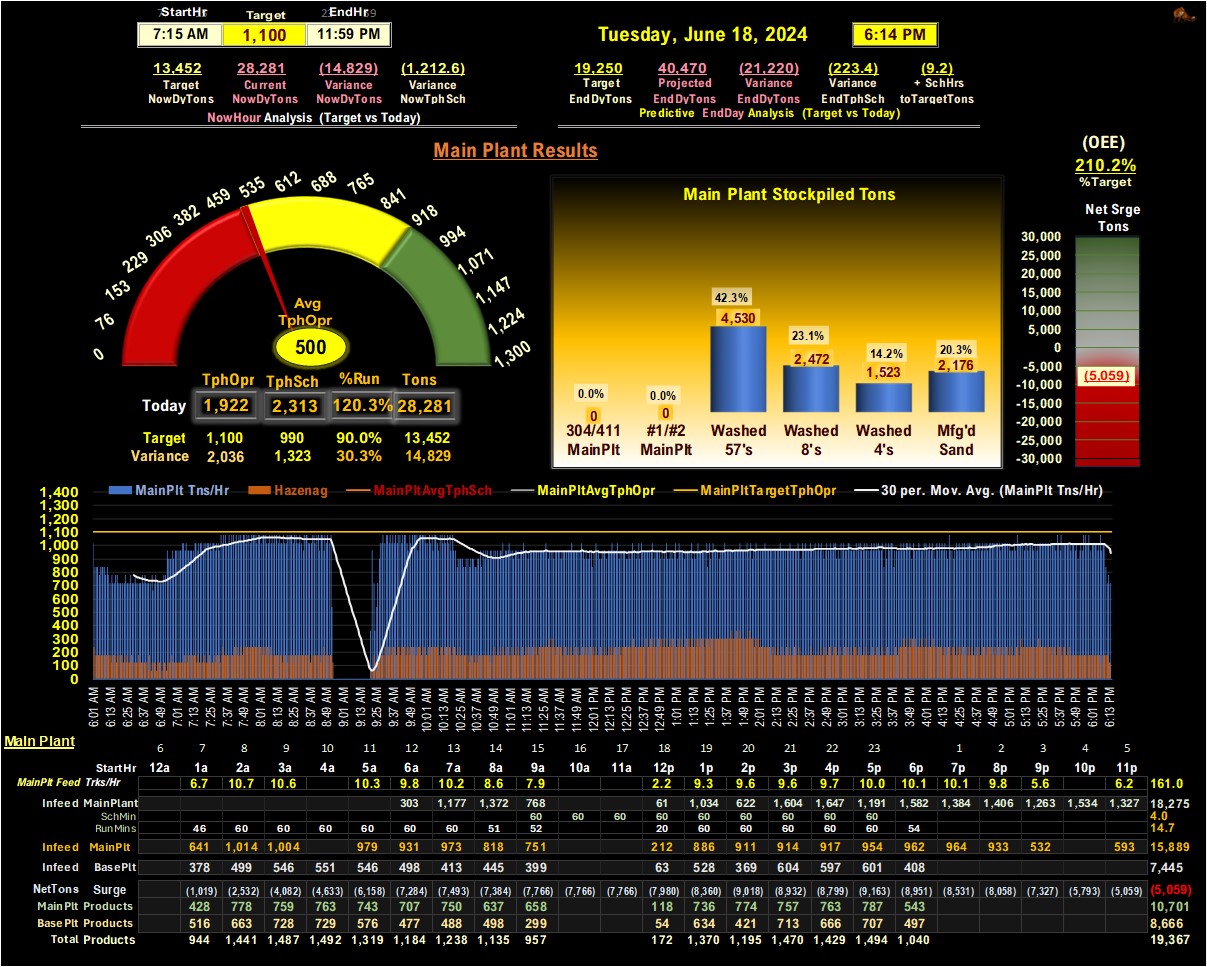 StartHr Target EndHr
7:15 AM 1,100 11:59 PM
Tuesday, June 18, 2024 6:14 PM
13,452 28,281 (14,829) (1,212.6)
Target Current Variance Variance
NowDyTons NowDyTons NowDyTons NowTphSch
NowHour Analysis (Target vs Today)
19,250 40,470 (21,220) (223.4) (9.2)
Target Projected Variance Variance + SchHrs
EndDyTons EndDyTons EndDyTons EndTphSch toTargetTons
Predictive EndDay Analysis (Target vs Today)
Main Plant Results
(OEE)
210.2%
%Target
Net Srge
Tons
30,000
25,000
20,000
15,000
10,000
5,000
0
-5,000
(5,059)
-10,000
-15,000
-20,000
-25,000
-30,000
0 76 153 229 306 382 459 535 612 688 765 841 918 994 1,071 1,147 1,224 1,300
Avg
TphOpr
500
TphOpr TphSch %Run Tons
Today 1,922 2,313 120.3% 28,281
Target 1,100 990 90.0% 13,452
Variance 2,036 1,323 30.3% 14,829
Main Plant Stockpiled Tons
0.0% 0.0% 42.3% 23.1% 14.2% 20.3%
0 0 4,530 2,472 1,523 2,176
304/411 #1/#2 Washed Washed Washed Mfg'd
MainPlt MainPlt 57's 8's 4's Sand
MainPlt Tns/Hr Hazenag MainPltAvgTphSch MainPltAvgTphOpr MainPltTargetTphOpr 30 per. Mov. Avg. (MainPlt Tns/Hr)
1,400
1,300
1,200
1,100
1,000
900
800
700
600
500
400
300
200
100
0
6:01 AM 6:13 AM 6:25 AM 6:37 AM 6:49 AM 7:01 AM 7:13 AM 7:25 AM 7:37 AM 7:49 AM 8:01 AM 8:13 AM 8:25 AM 8:37 AM 8:49 AM 9:01 AM 9:13 AM 9:25 AM 9:37 AM 9:49 AM 10:01 AM 10:13 AM 10:25 AM 10:37 AM 10:49 AM 11:01 AM 11:13 AM 11:25 AM 11:37 AM 11:49 AM 12:01 PM 12:13 PM 12:25 PM 12:37 PM 12:49 PM 1:01 PM 1:13 PM 1:25 PM 1:37 PM 1:49 PM 2:01 PM 2:13 PM 2:25 PM 2:37 PM 2:49 PM 3:01 PM 3:13 PM 3:25 PM 3:37 PM 3:49 PM 4:01 PM 4:13 PM 4:25 PM 4:37 PM 4:49 PM 5:01 PM 5:13 PM 5:25 PM 5:37 PM 5:49 PM 6:01 PM 6:13 PM
Main Plant
6 7 8 9 10 11 12 13 14 15 16 17 18 19 20 21 22 23 1 2 3 4 5
StartHr 12a 1a 2a 3a 4a 5a 6a 7a 8a 9a 10a 11a 12p 1p 2p 3p 4p 5p 6p 7p 8p 9p 10p 11p
MainPlt Feed Trks/Hr 6.7 10.7 10.6 10.3 9.8 10.2 8.6 7.9 2.2 9.3 9.6 9.6 9.7 10.0 10.1 10.1 9.8 5.6 6.2 161.0
Infeed MainPlant 303 1,177 1,372 768 61 1,034 622 1,604 1,647 1,191 1,582 1,384 1,406 1,263 1,534 1,327 18,275
SchMin 60 60 60 60 60 60 60 60 60 4.0
RunMins 46 60 60 60 60 60 60 51 52 20 60 60 60 60 60 54 14.7
Infeed MainPlt 641 1,014 1,004 979 931 973 818 751 212 886 911 914 917 954 962 964 933 532 593 15,889
Infeed BasePlt 378 499 546 551 546 498 413 445 399 63 528 369 604 597 601 408 7,445
NetTons Surge (1,019) (2,532) (4,082) (4,633) (6,158) (7,284) (7,493) (7,384) (7,766) (7,766) (7,766) (7,980) (8,360) (9,018) (8,932) (8,799) (9,163) (8,951) (8,531) (8,058) (7,327) (5,793) (5,059) (5,059)
MainPlt Products 428 778 759 763 743 707 750 637 658 118 736 774 757 763 787 543 10,701
BasePlt Products 516 663 728 729 576 477 488 498 299 54 634 421 713 666 707 497 8,666
Total Products 944 1,441 1,487 1,492 1,319 1,184 1,238 1,135 957 172 1,370 1,195 1,470 1,429 1,494 1,040 19,367